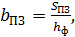 b_ПЗ = S_ПЗ / h_ф,